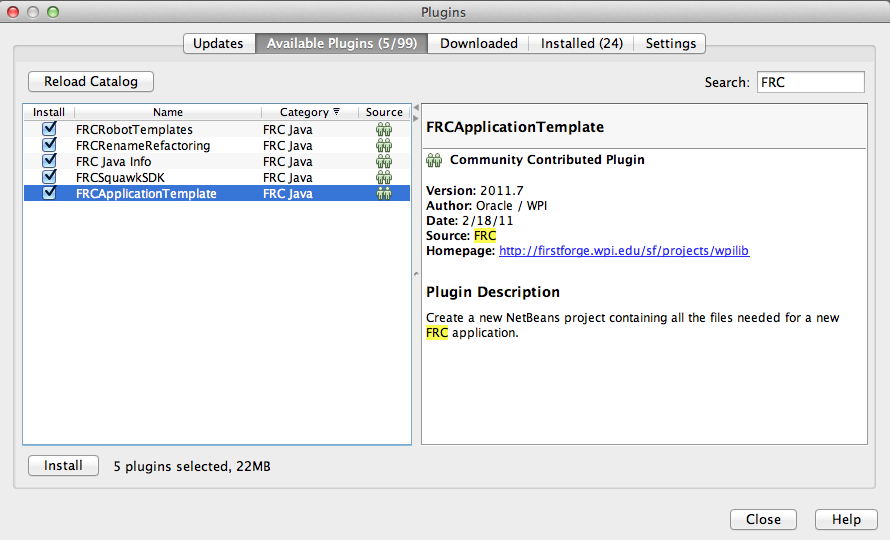 Plugins
Updates Available Plugins (5/99) Downloaded Installed (24) Settings
Reload Catalog Search: FRC
Install Name Category Source
FRCRobotTemplates FRC Java
FRCRenameRefactoring FRC Java
FRC Java Info FRC Java
FRCSquawkSDK FRC Java
FRCApplicationTemplate FRC Java
FRCApplicationTemplate
Community Contributed Plugin
Version: 2011.7
Author: Oracle / WPI
Date: 2/18/11
Source: FRC
Homepage: http://firstforge.wpi.edu/sf/projects/wpilib
Plugin Description
Create a new NetBeans project containing all the files needed for a new
FRC application.
Install 5 plugins selected, 22MB
Close Help